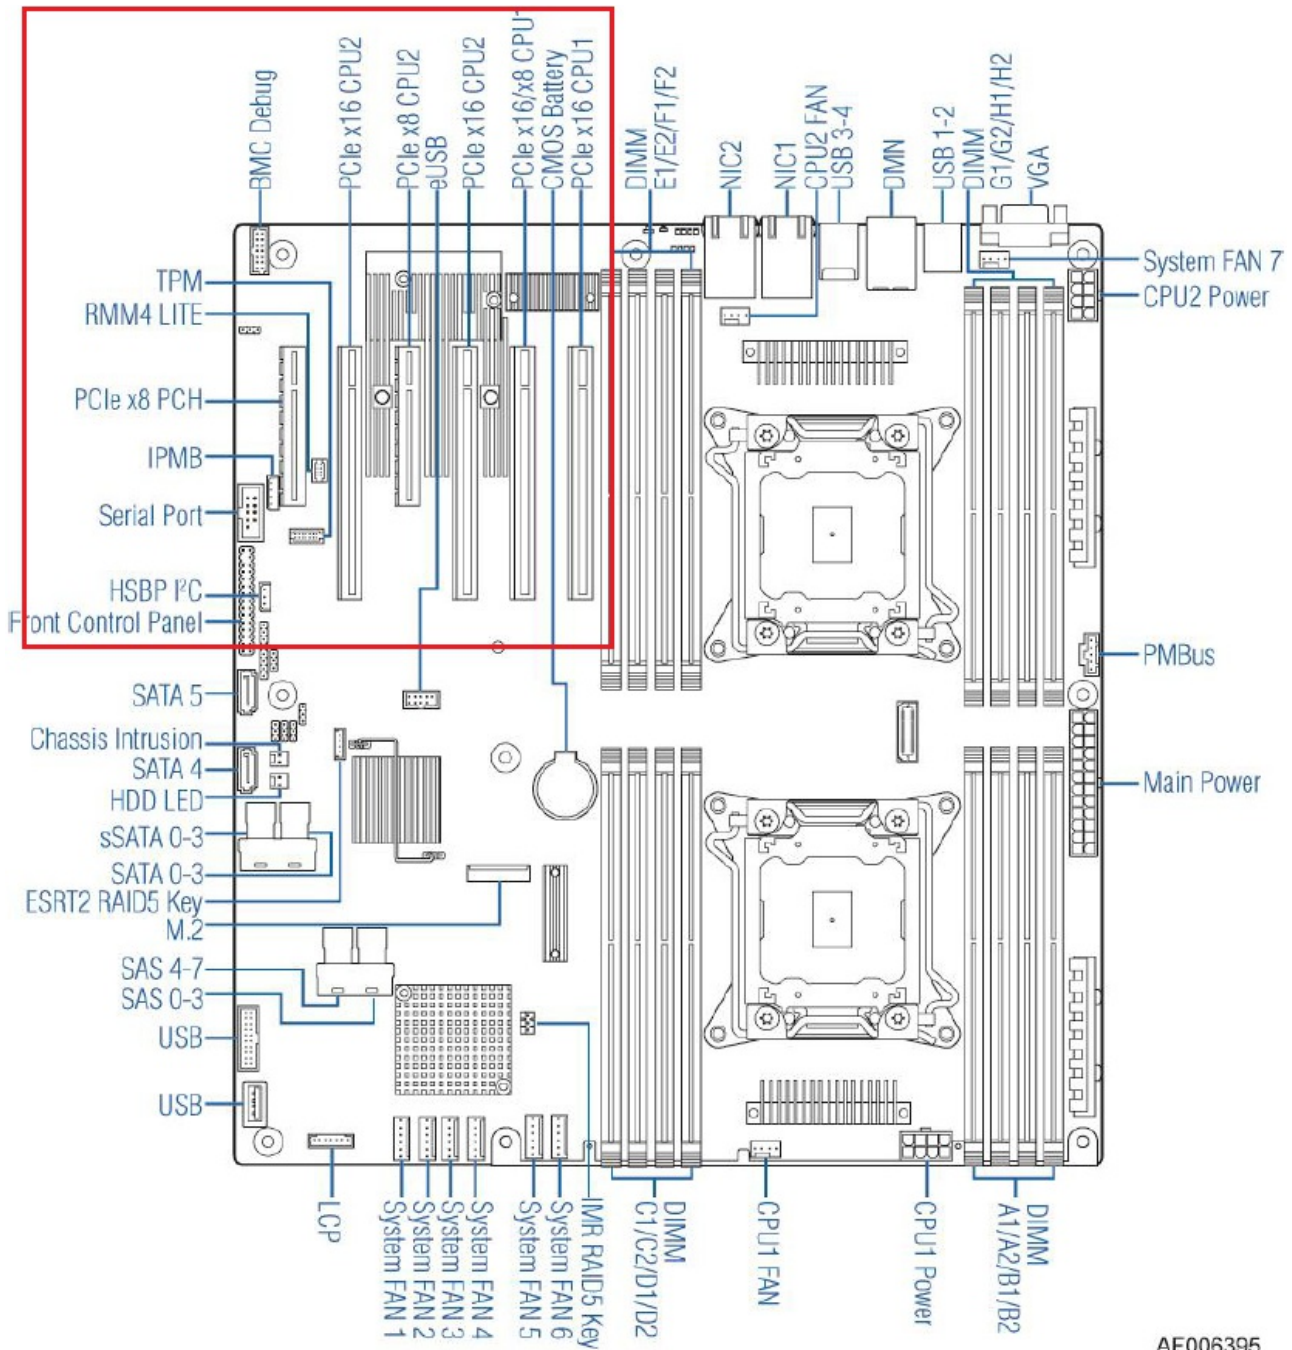 BMC Debug
PCIe x16 CPU2
PCIe x8 CPU2
eUSB
PCIe x16 CPU2
PCIe x16/x8 CPU1
CMOS Battery
PCIe x16 CPU1
DIMM
E1/E2/F1/F2
NIC2
NIC1
CPU2 FAN
USB 3-4
DMN
USB 1-2
DIMM
G1/G2/H1/H2
VGA
System FAN 7
CPU2 Power
PMBus
Main Power
TPM
RMM4 LITE
PCIe x8 PCH
IPMB
Serial Port
HSBP I²C
Front Control Panel
SATA 5
Chassis Intrusion
SATA 4
HDD LED
sSATA 0-3
SATA 0-3
ESRT2 RAID5 Key
M.2
SAS 4-7
SAS 0-3
USB
USB
LCP
System FAN 1
System FAN 2
System FAN 3
System FAN 4
System FAN 5
System FAN 6
IMR RAID5 Key
DIMM
C1/C2/D1/D2
CPU1 FAN
CPU1 Power
DIMM
A1/A2/B1/B2
AF006395